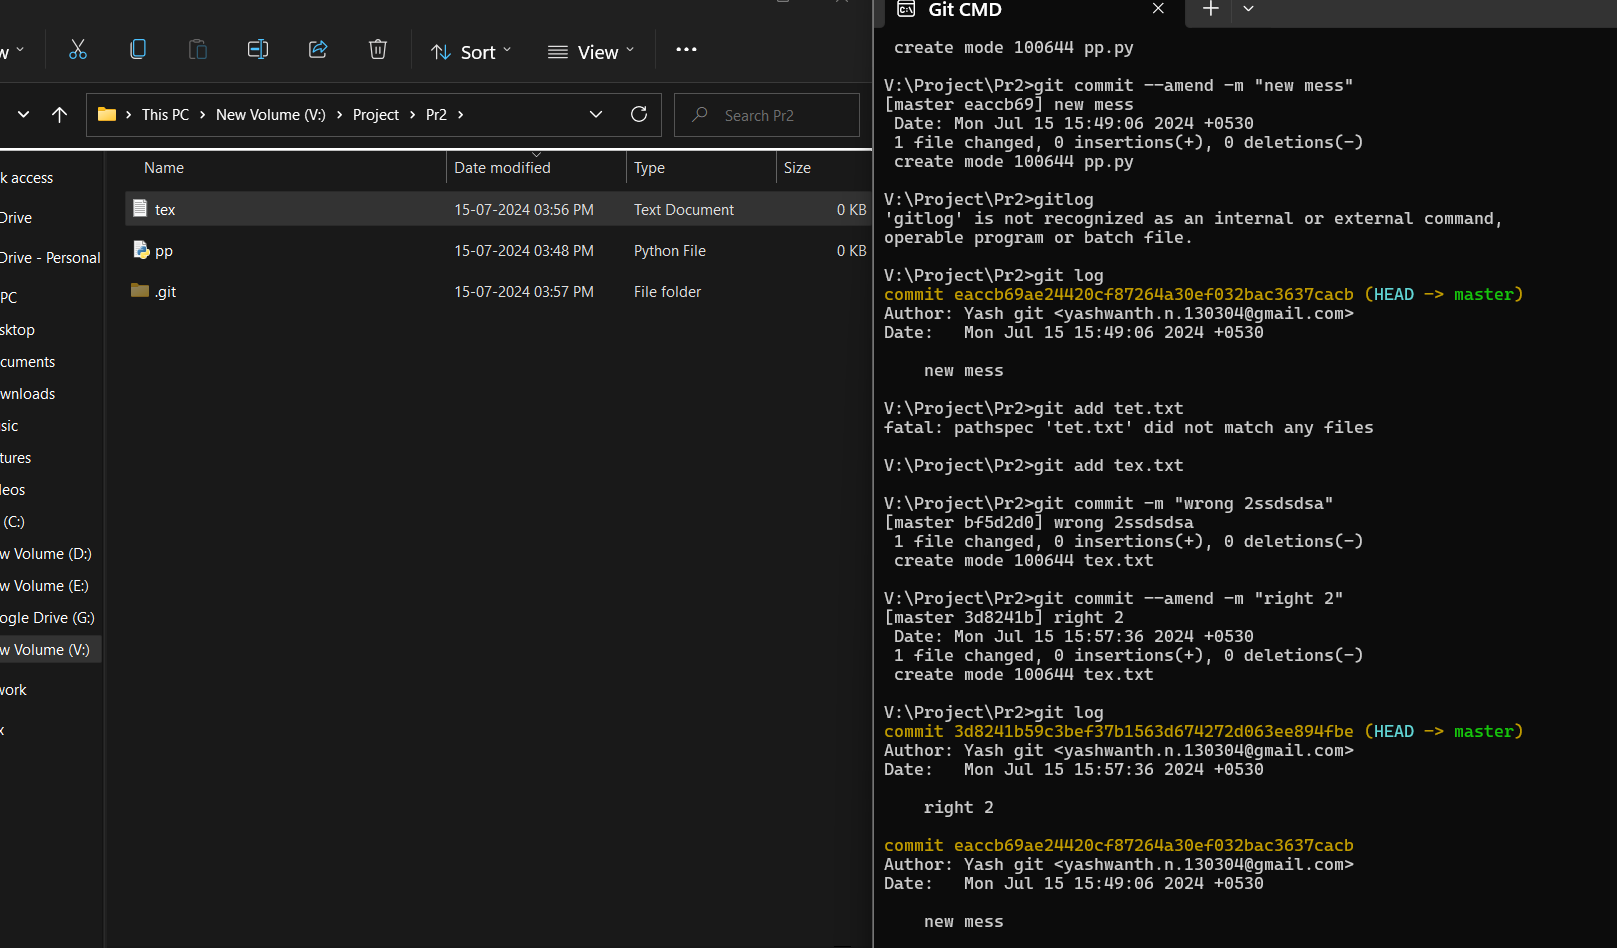 Git CMD
Sort
View
This PC > New Volume (V:) > Project > Pr2 >
Search Pr2
Name Date modified Type Size
tex 15-07-2024 03:56 PM Text Document 0 KB
pp 15-07-2024 03:48 PM Python File 0 KB
.git 15-07-2024 03:57 PM File folder
k access
Drive
Drive - Personal
PC
sktop
cuments
wnloads
sic
tures
leos
(C:)
w Volume (D:)
w Volume (E:)
ogle Drive (G:)
w Volume (V:)
work
x
create mode 100644 pp.py
V:\Project\Pr2>git commit --amend -m "new mess"
[master eaccb69] new mess
Date: Mon Jul 15 15:49:06 2024 +0530
1 file changed, 0 insertions(+), 0 deletions(-)
create mode 100644 pp.py
V:\Project\Pr2>gitlog
'gitlog' is not recognized as an internal or external command,
operable program or batch file.
V:\Project\Pr2>git log
commit eaccb69ae24420cf87264a30ef032bac3637cacb (HEAD -> master)
Author: Yash git <yashwanth.n.130304@gmail.com>
Date:   Mon Jul 15 15:49:06 2024 +0530
new mess
V:\Project\Pr2>git add tet.txt
fatal: pathspec 'tet.txt' did not match any files
V:\Project\Pr2>git add tex.txt
V:\Project\Pr2>git commit -m "wrong 2ssdsdsa"
[master bf5d2d0] wrong 2ssdsdsa
1 file changed, 0 insertions(+), 0 deletions(-)
create mode 100644 tex.txt
V:\Project\Pr2>git commit --amend -m "right 2"
[master 3d8241b] right 2
Date: Mon Jul 15 15:57:36 2024 +0530
1 file changed, 0 insertions(+), 0 deletions(-)
create mode 100644 tex.txt
V:\Project\Pr2>git log
commit 3d8241b59c3bef37b1563d674272d063ee894fbe (HEAD -> master)
Author: Yash git <yashwanth.n.130304@gmail.com>
Date:   Mon Jul 15 15:57:36 2024 +0530
right 2
commit eaccb69ae24420cf87264a30ef032bac3637cacb
Author: Yash git <yashwanth.n.130304@gmail.com>
Date:   Mon Jul 15 15:49:06 2024 +0530
new mess